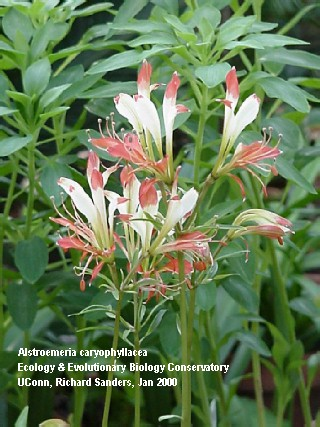 Alstroemeria caryophyllacea
Ecology & Evolutionary Biology Conservatory
UConn, Richard Sanders, Jan 2000